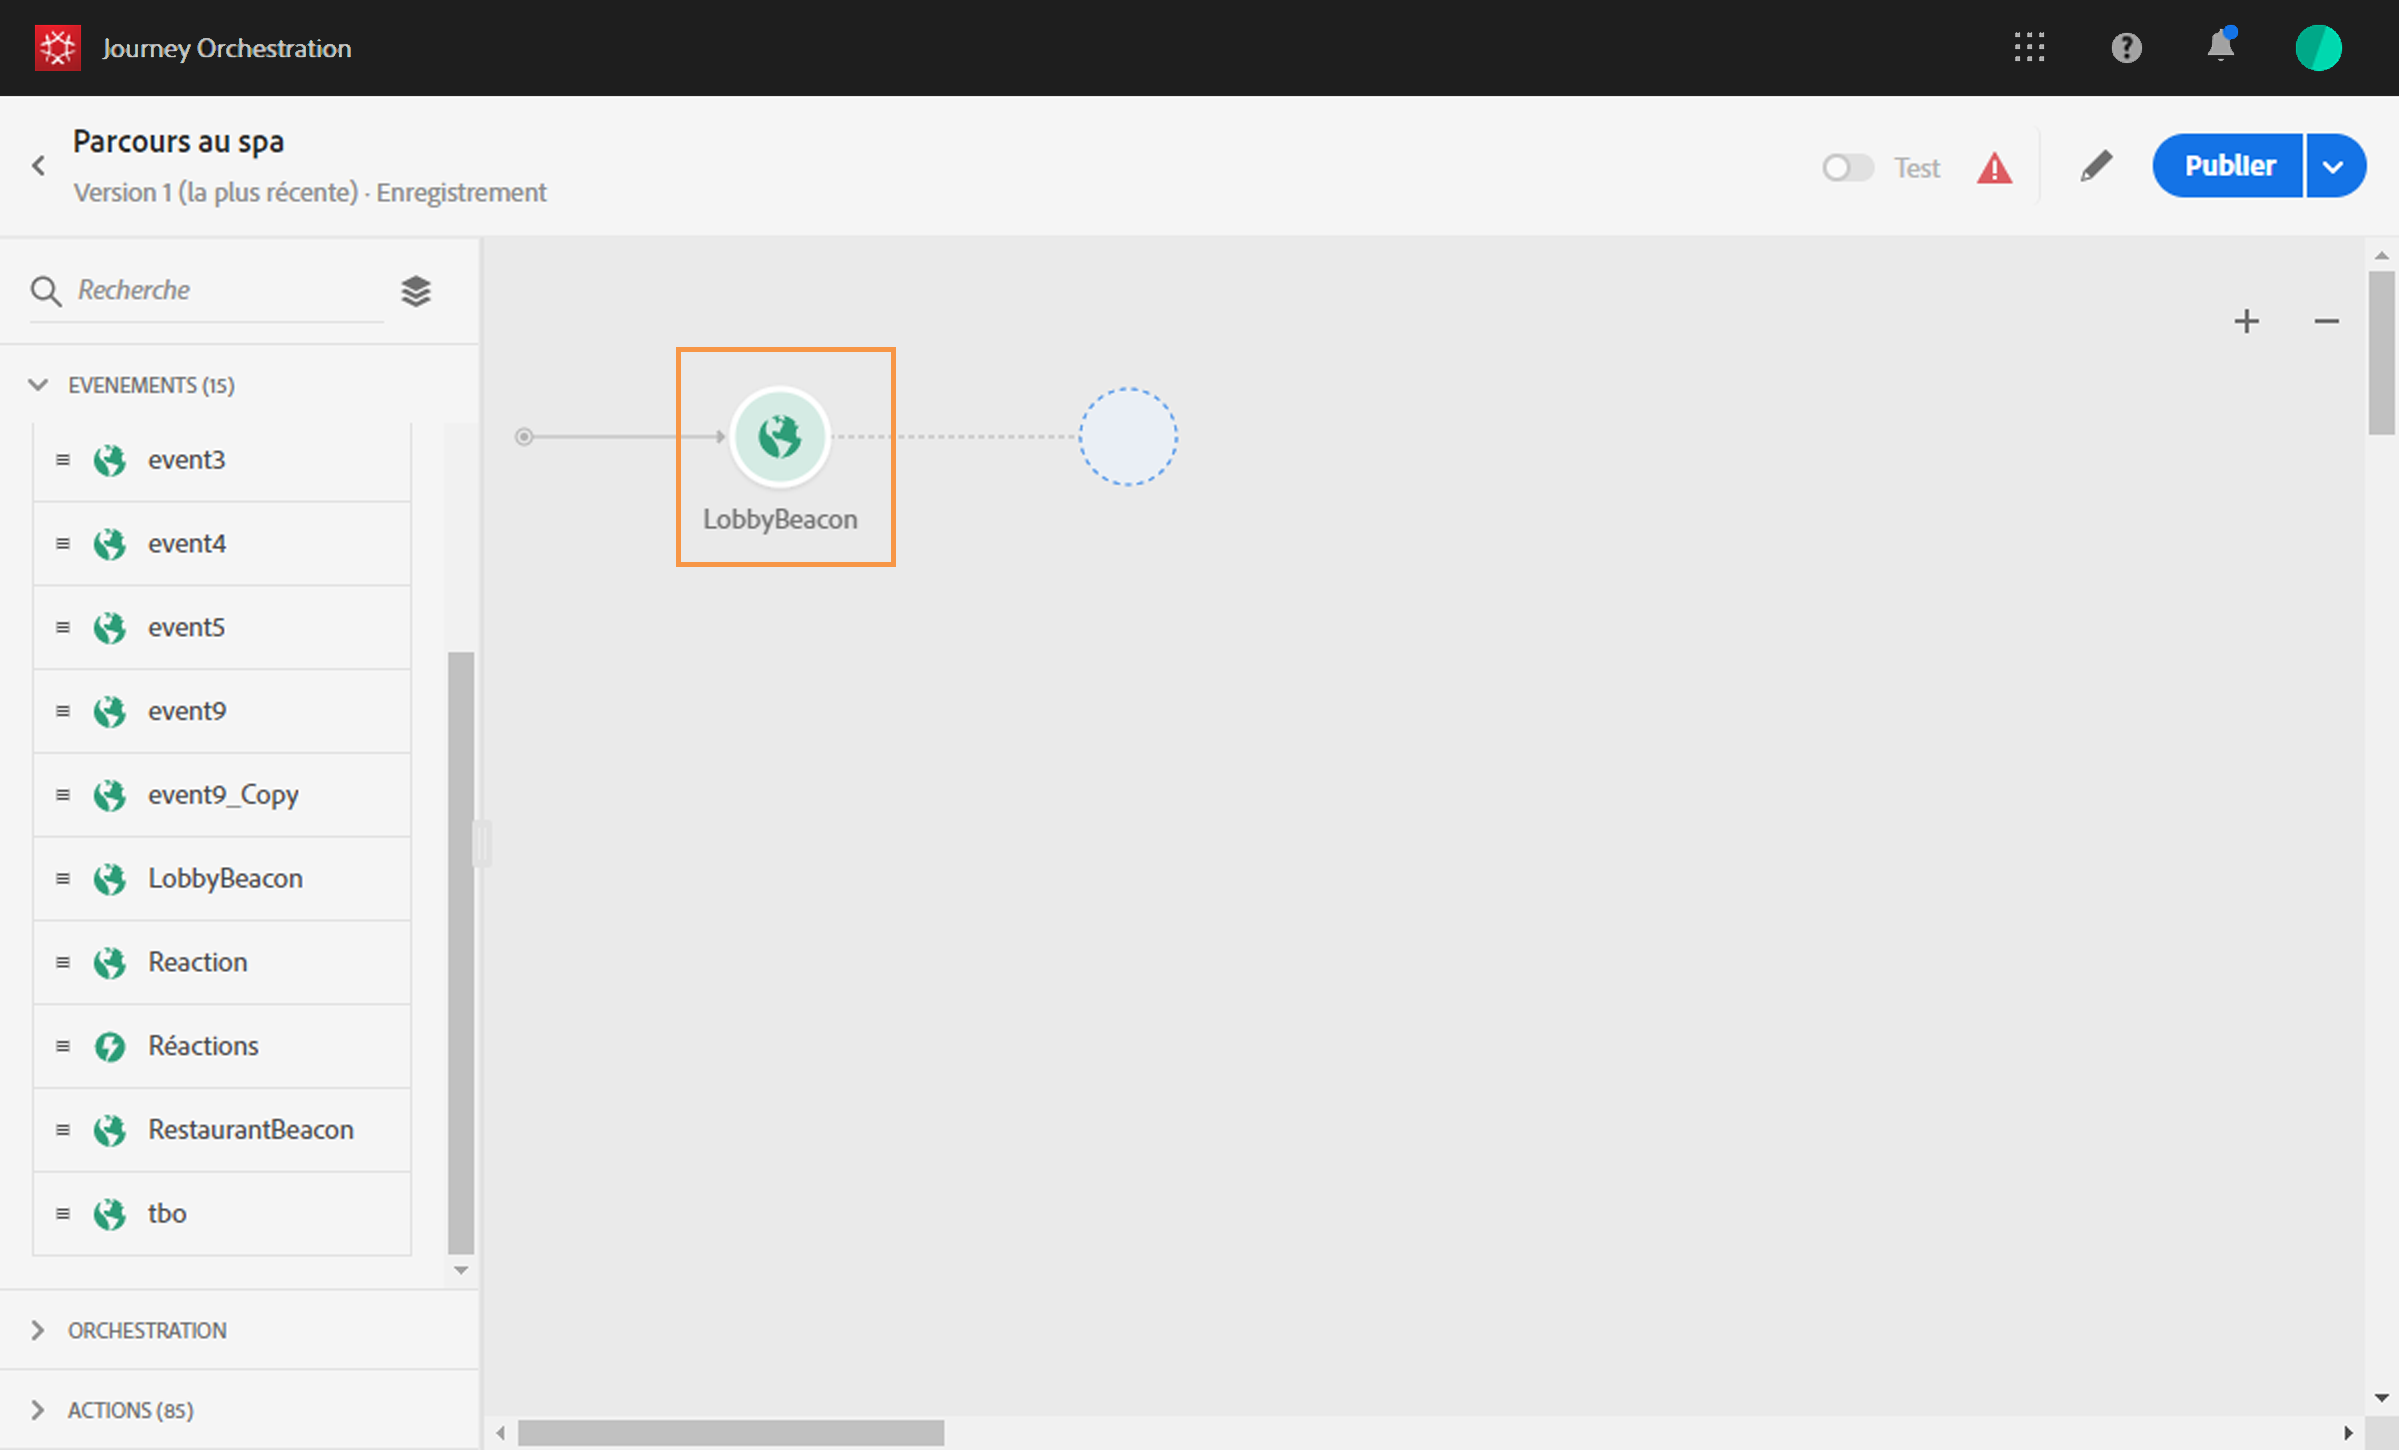 Journey Orchestration
Parcours au spa
Version 1 (la plus récente) · Enregistrement
Test
Publier
Recherche
EVENEMENTS (15)
event3
event4
event5
event9
event9_Copy
LobbyBeacon
Reaction
Réactions
RestaurantBeacon
tbo
ORCHESTRATION
ACTIONS (85)
LobbyBeacon